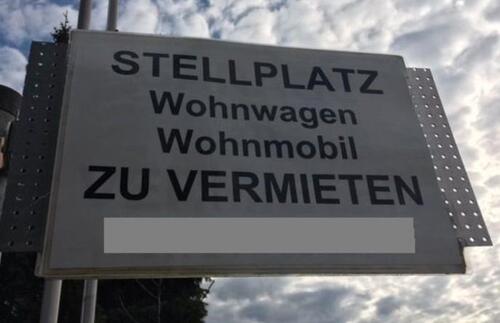 STELLPLATZ
Wohnwagen
Wohnmobil
ZU VERMIETEN